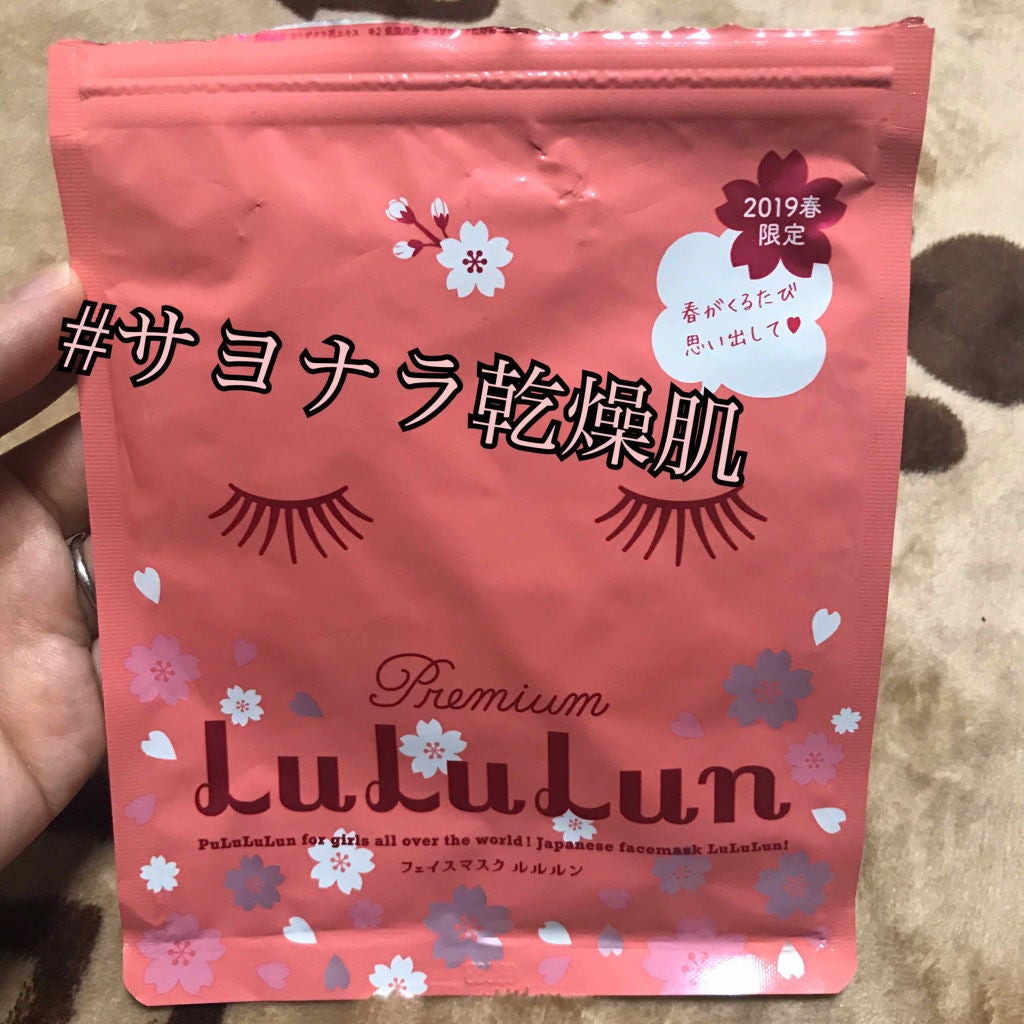 2019春
限定
春がくるたび
思い出して♥
#サヨナラ乾燥肌
Premium
LuLuLun
PuLuLuLun for girls all over the world! Japanese facemask LuLuLun!
フェイスマスク ルルルン